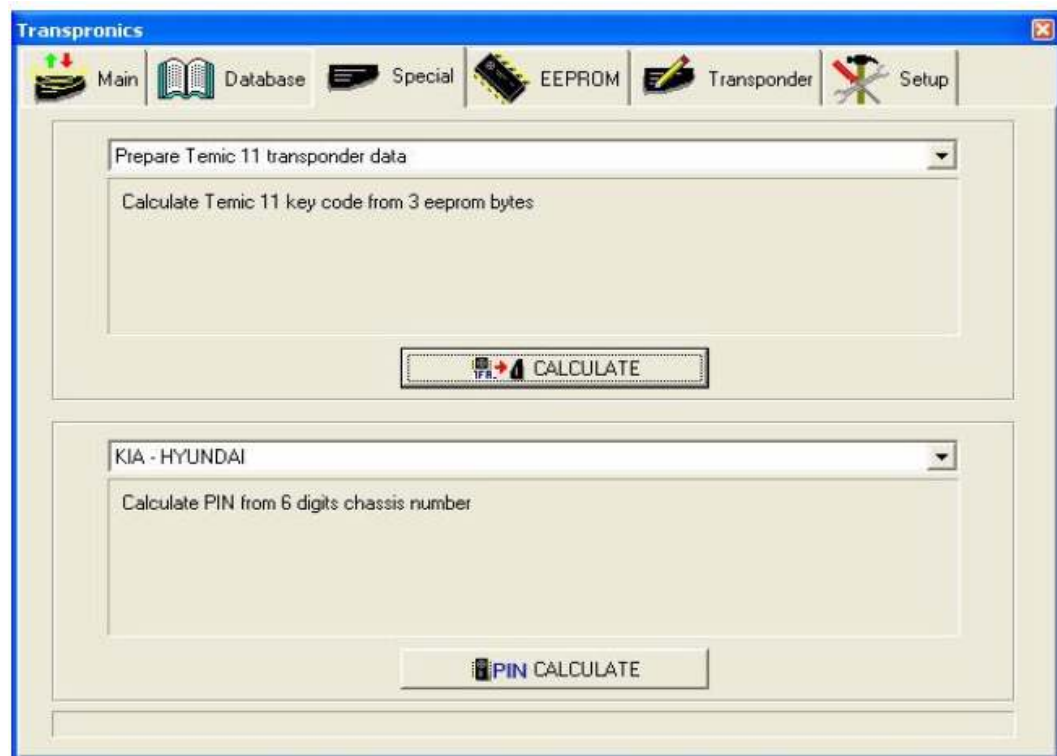 Transpronics
Main Database Special EEPROM Transponder Setup
Prepare Temic 11 transponder data
Calculate Temic 11 key code from 3 eeprom bytes
CALCULATE
KIA - HYUNDAI
Calculate PIN from 6 digits chassis number
PIN CALCULATE